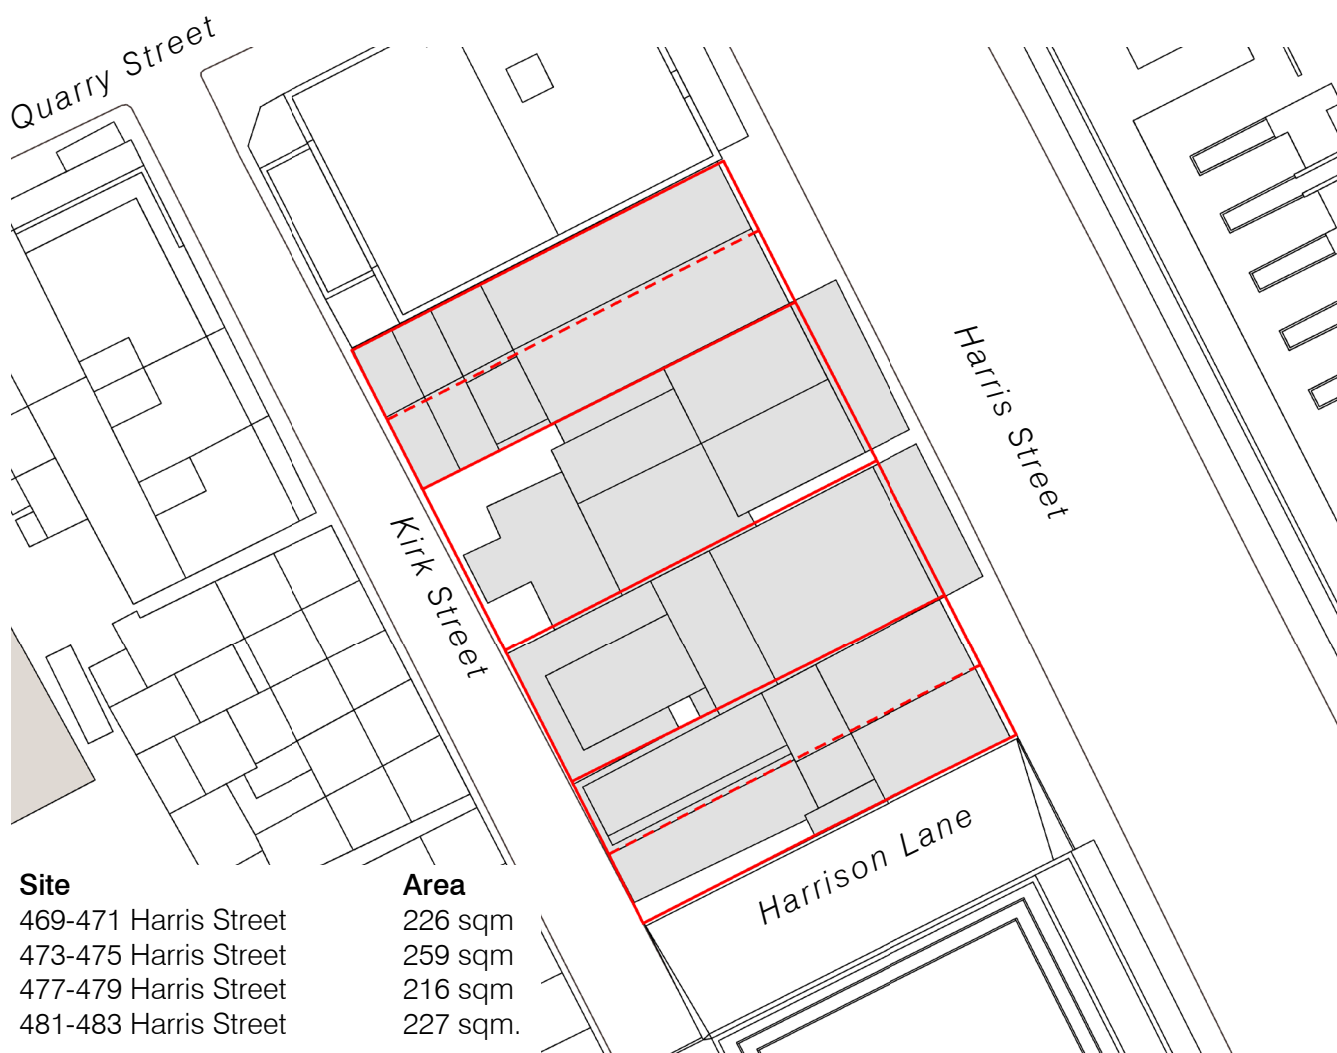 Quarry Street
Harris Street
Kirk Street
Harrison Lane
Site Area
469-471 Harris Street 226 sqm
473-475 Harris Street 259 sqm
477-479 Harris Street 216 sqm
481-483 Harris Street 227 sqm.